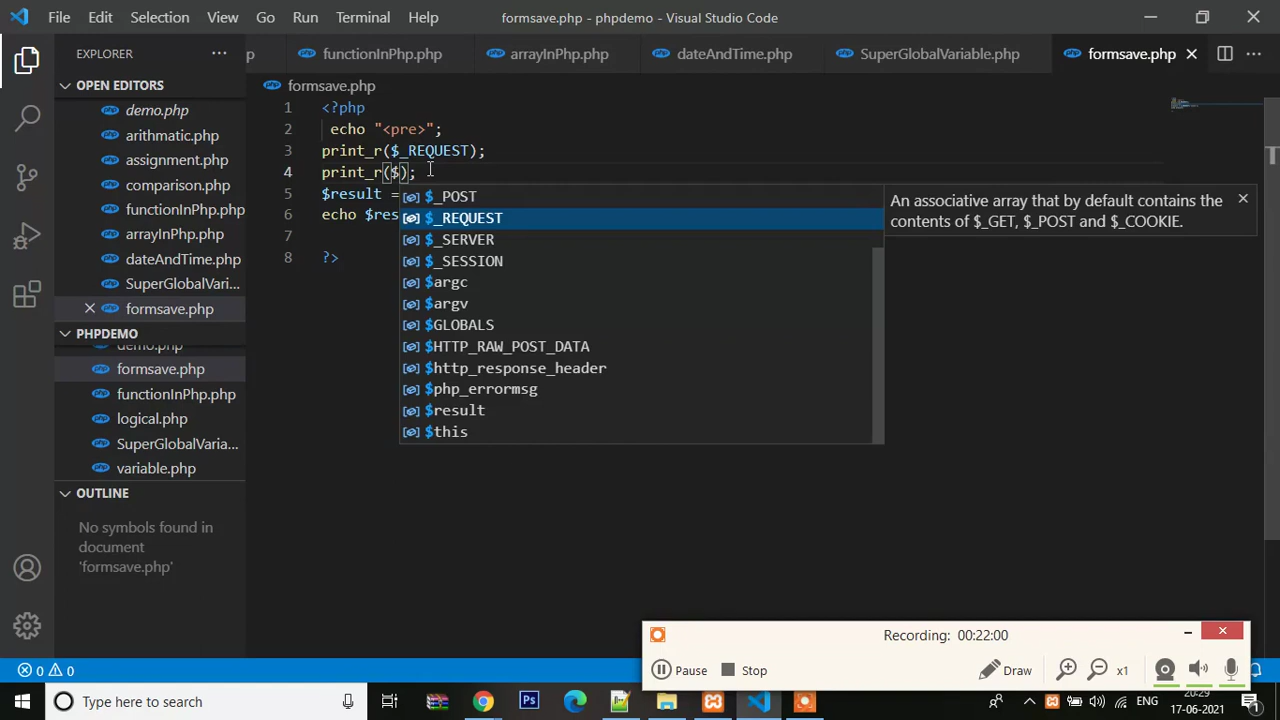 File Edit Selection View Go Run Terminal Help formsave.php - phpdemo - Visual Studio Code
EXPLORER
p functionInPhp.php arrayInPhp.php dateAndTime.php SuperGlobalVariable.php formsave.php
OPEN EDITORS
demo.php
arithmatic.php
assignment.php
comparison.php
functionInPhp.php
arrayInPhp.php
dateAndTime.php
SuperGlobalVari...
formsave.php
PHPDEMO
demo.php
formsave.php
functionInPhp.php
logical.php
SuperGlobalVaria...
variable.php
OUTLINE
No symbols found in
document
'formsave.php'
formsave.php
1 <?php
2 echo "<pre>";
3 print_r($_REQUEST);
4 print_r($);
5 $result =
6 echo $res
7
8 ?>
$_POST
$_REQUEST
$_SERVER
$_SESSION
$argc
$argv
$GLOBALS
$HTTP_RAW_POST_DATA
$http_response_header
$php_errormsg
$result
$this
An associative array that by default contains the
contents of $_GET, $_POST and $_COOKIE.
Recording: 00:22:00
Pause Stop Draw x1
0 0
Type here to search
Ps
ENG
20:29
17-06-2021
1